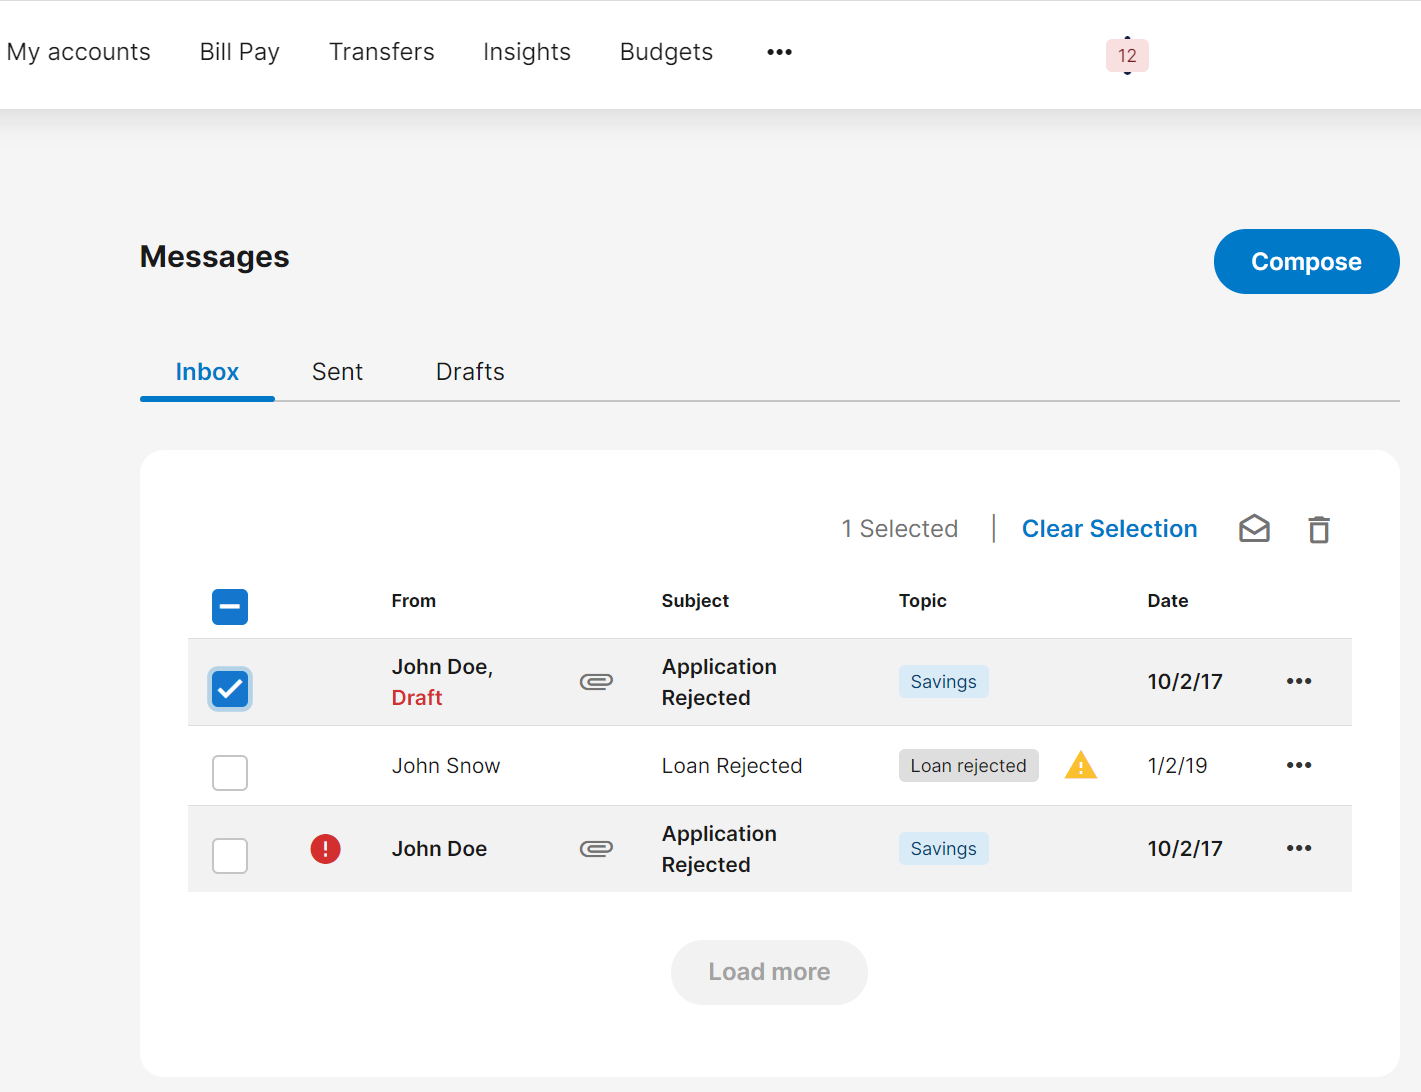 My accounts Bill Pay Transfers Insights Budgets ••• 12
Messages
Compose
Inbox Sent Drafts
1 Selected | Clear Selection
From Subject Topic Date
John Doe,
Draft
Application
Rejected
Savings
10/2/17 •••
John Snow Loan Rejected Loan rejected 1/2/19 •••
John Doe
Application
Rejected
Savings
10/2/17 •••
Load more